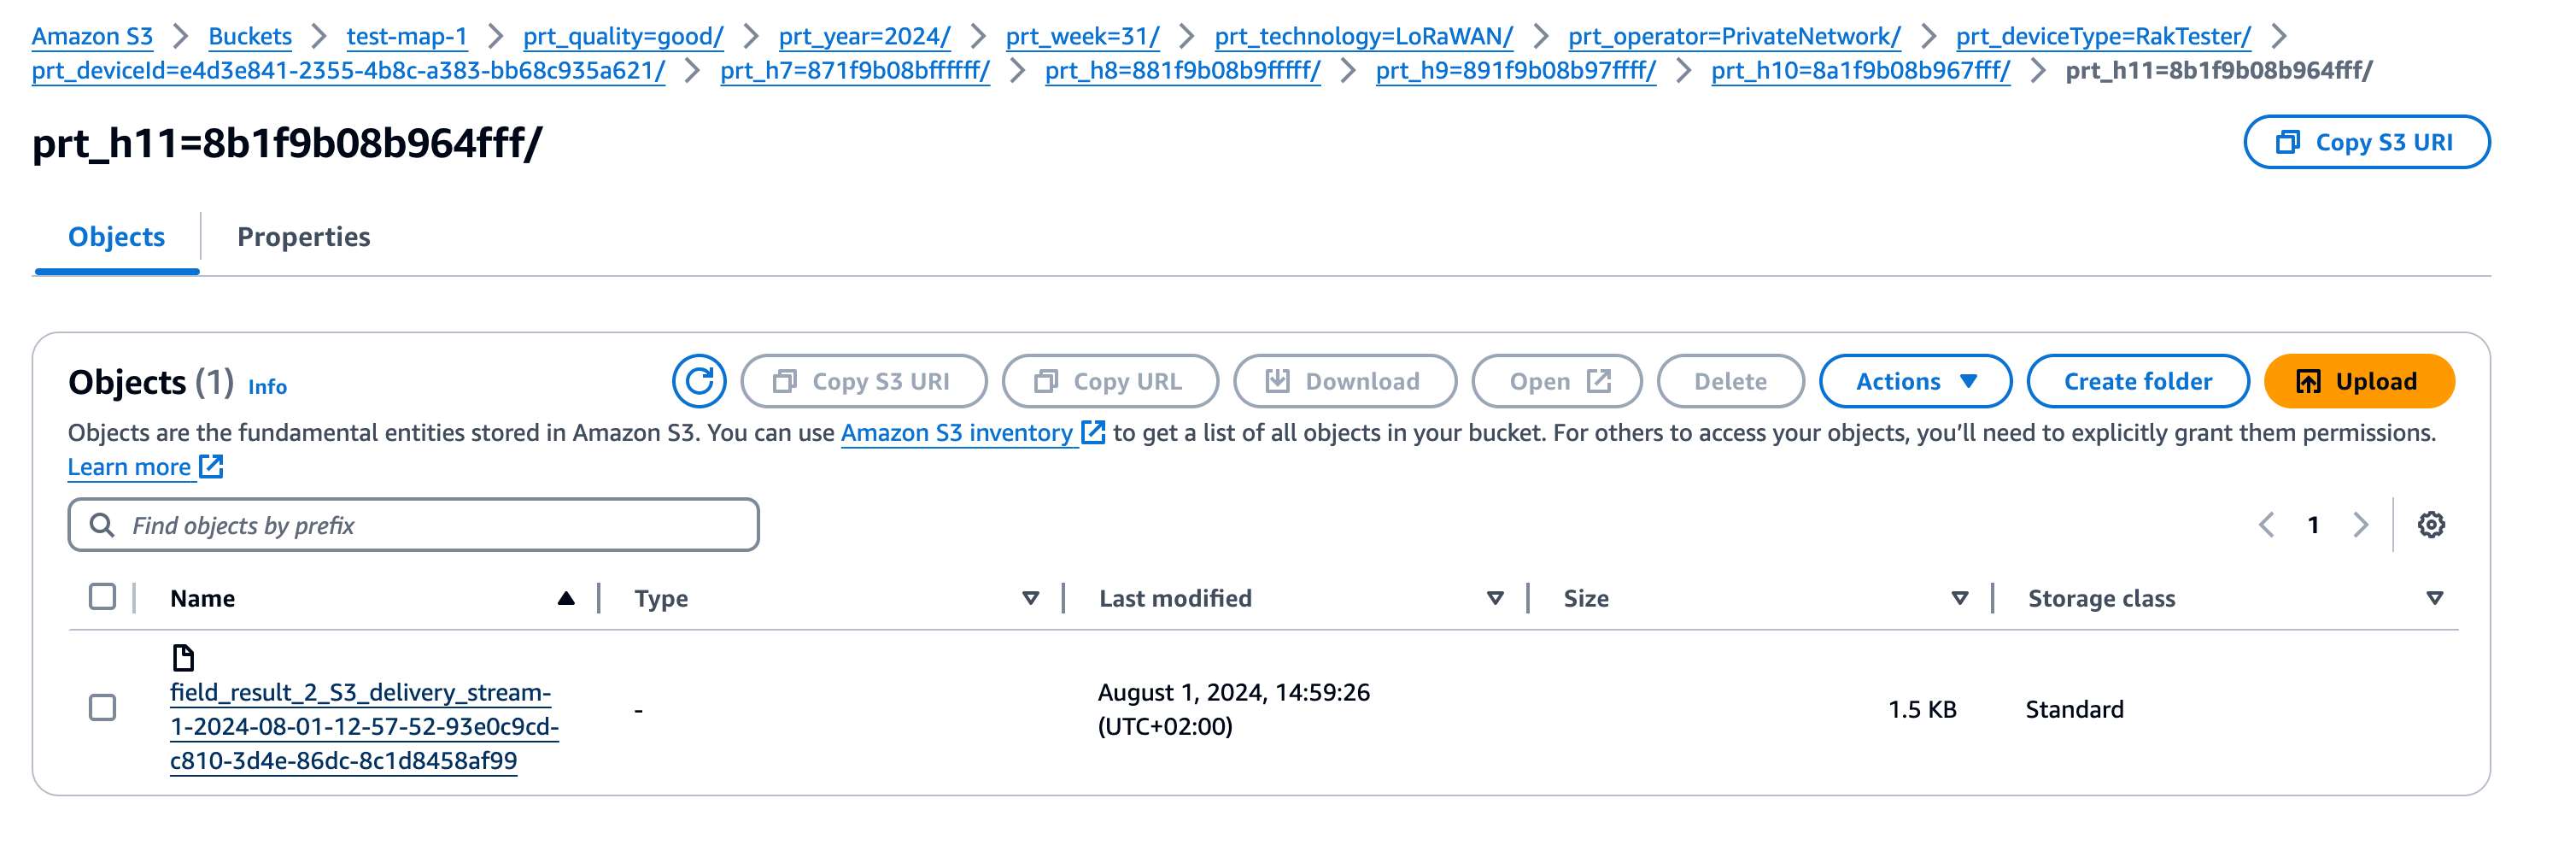 Amazon S3 > Buckets > test-map-1 > prt_quality=good/ > prt_year=2024/ > prt_week=31/ > prt_technology=LoRaWAN/ > prt_operator=PrivateNetwork/ > prt_deviceType=RakTester/ >
prt_deviceId=e4d3e841-2355-4b8c-a383-bb68c935a621/ > prt_h7=871f9b08bffffff/ > prt_h8=881f9b08b9fffff/ > prt_h9=891f9b08b97ffff/ > prt_h10=8a1f9b08b967fff/ > prt_h11=8b1f9b08b964fff/
prt_h11=8b1f9b08b964fff/ Copy S3 URI
Objects Properties
Objects (1) Info Copy S3 URI Copy URL Download Open Delete Actions Create folder Upload
Objects are the fundamental entities stored in Amazon S3. You can use Amazon S3 inventory to get a list of all objects in your bucket. For others to access your objects, you’ll need to explicitly grant them permissions.
Learn more
Find objects by prefix 1
Name Type Last modified Size Storage class
field_result_2_S3_delivery_stream-
1-2024-08-01-12-57-52-93e0c9cd-
c810-3d4e-86dc-8c1d8458af99
-
August 1, 2024, 14:59:26
(UTC+02:00)
1.5 KB
Standard